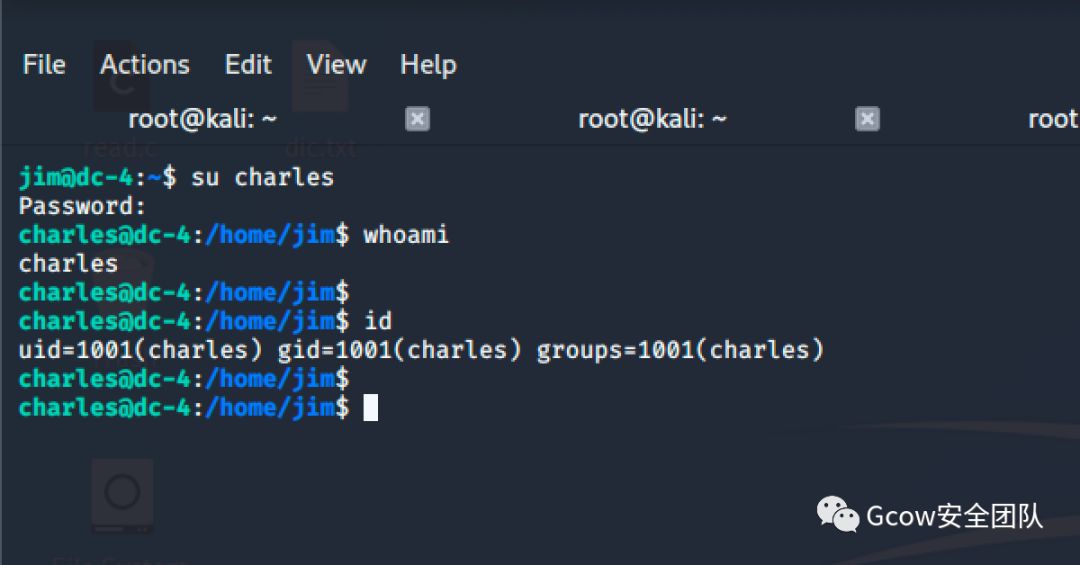 File Actions Edit View Help
root@kali: ~ root@kali: ~ root
read.c dic.txt
jim@dc-4:~$ su charles
Password:
charles@dc-4:/home/jim$ whoami
charles
charles@dc-4:/home/jim$
charles@dc-4:/home/jim$ id
uid=1001(charles) gid=1001(charles) groups=1001(charles)
charles@dc-4:/home/jim$
charles@dc-4:/home/jim$
Gcow安全团队